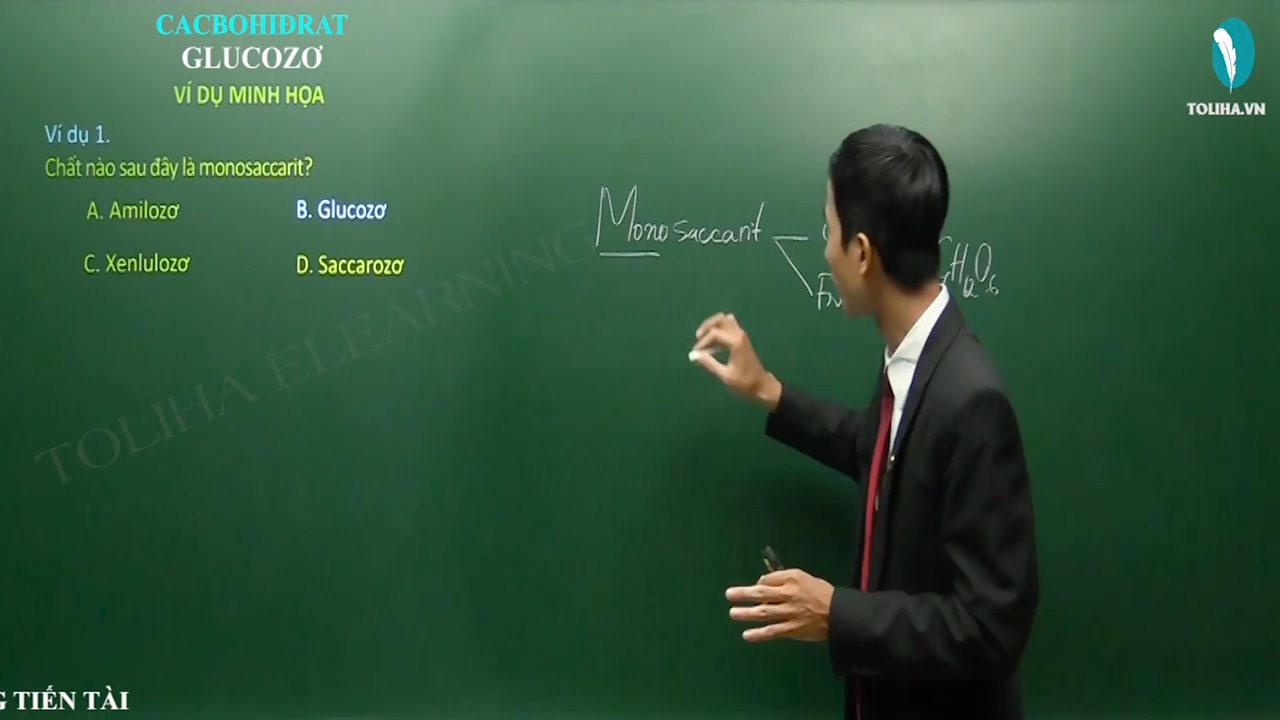 CACBOHIĐRAT
GLUCOZƠ
VÍ DỤ MINH HỌA
Ví dụ 1.
Chất nào sau đây là monosaccarit?
A. Amilozơ
B. Glucozơ
C. Xenlulozơ
D. Saccarozơ
Monosaccarit
H12O6
TOLIHA.VN
TOLIHA ELEARNING
TIẾN TÀI